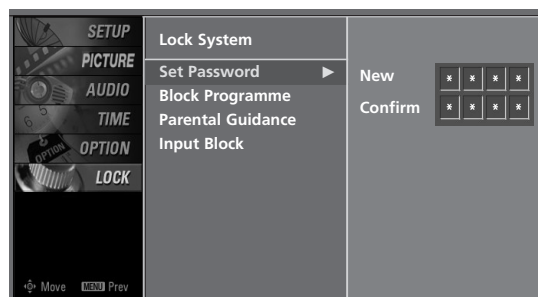 SETUP
PICTURE
AUDIO
TIME
OPTION
LOCK
Move MENU Prev
Lock System
Set Password ▶
Block Programme
Parental Guidance
Input Block
New * * * *
Confirm * * * *